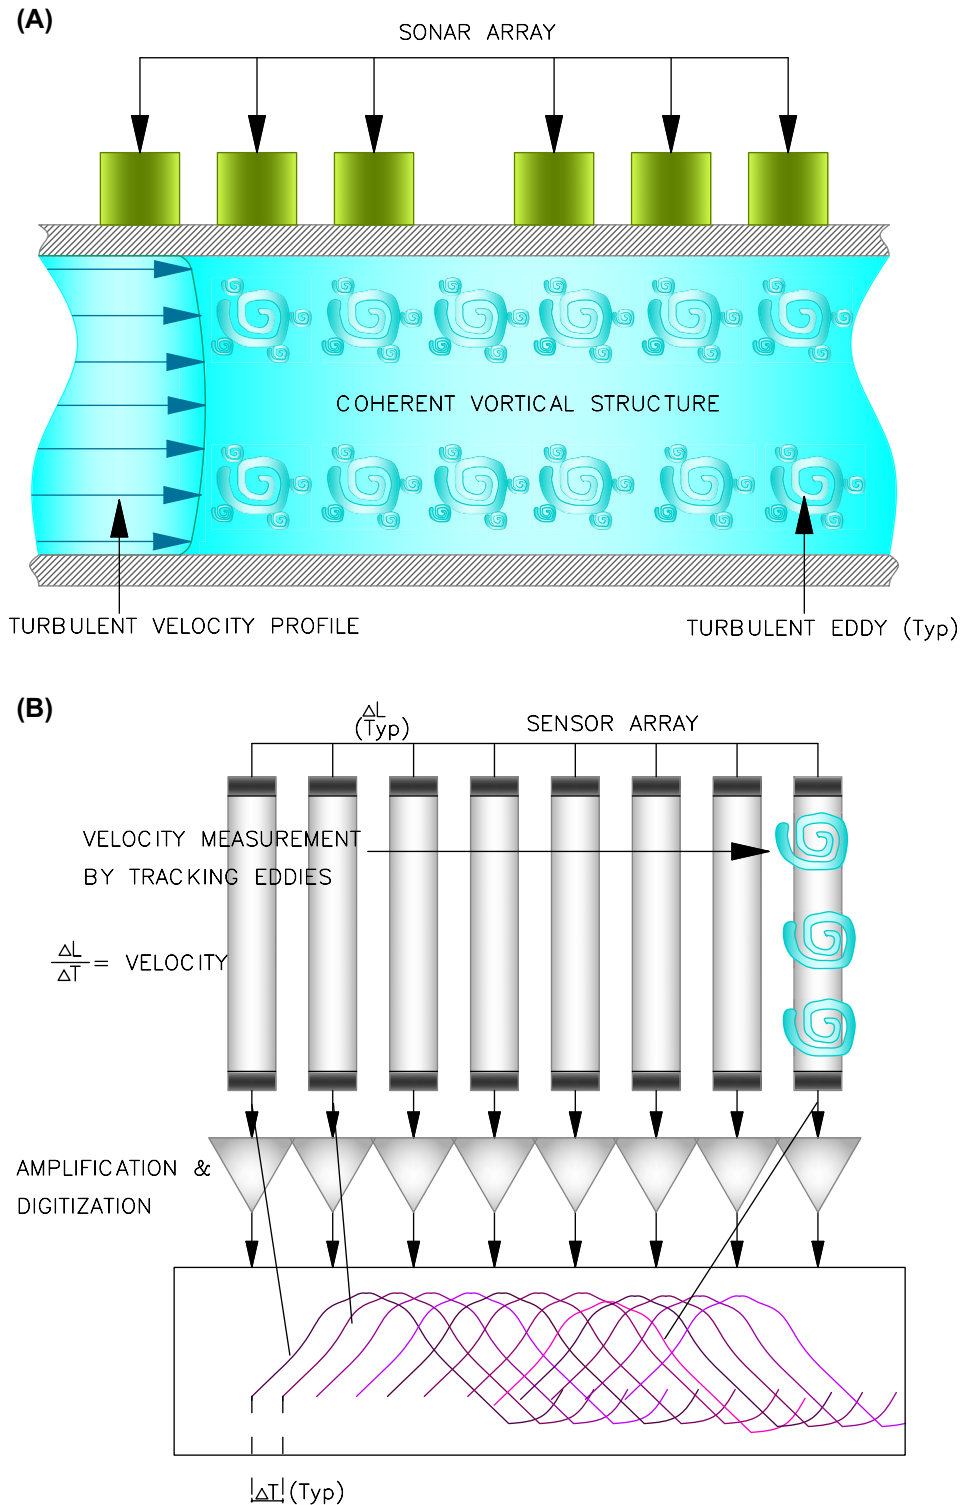 (A)
SONAR ARRAY
COHERENT VORTICAL STRUCTURE
TURBULENT VELOCITY PROFILE
TURBULENT EDDY (Typ)
(B)
ΔL
(Typ)
SENSOR ARRAY
VELOCITY MEASUREMENT
BY TRACKING EDDIES
ΔL
ΔT = VELOCITY
AMPLIFICATION &
DIGITIZATION
ΔT (Typ)